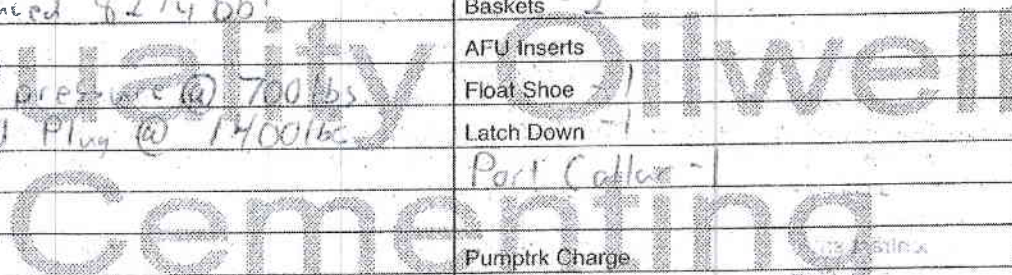 Baskets 2
AFU Inserts
pressure @ 700 lbs. Float Shoe - 1
Plug @ 1400 lbs. Latch Down - 1
Port Collar - 1
Pumptrk Charge
uality Oilwell
Cementing